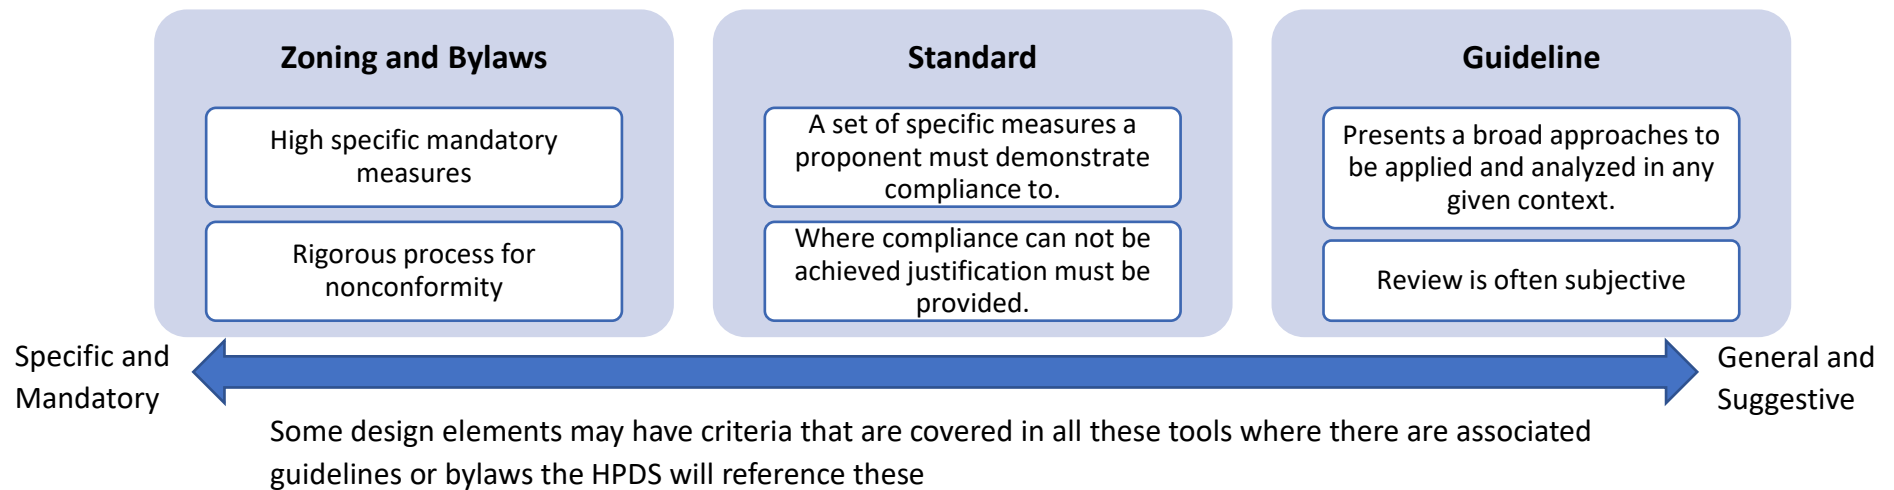 Zoning and Bylaws
High specific mandatory
measures
Rigorous process for
nonconformity
Standard
A set of specific measures a
proponent must demonstrate
compliance to.
Where compliance can not be
achieved justification must be
provided.
Guideline
Presents a broad approaches to
be applied and analyzed in any
given context.
Review is often subjective
Specific and
Mandatory
General and
Suggestive
Some design elements may have criteria that are covered in all these tools where there are associated
guidelines or bylaws the HPDS will reference these